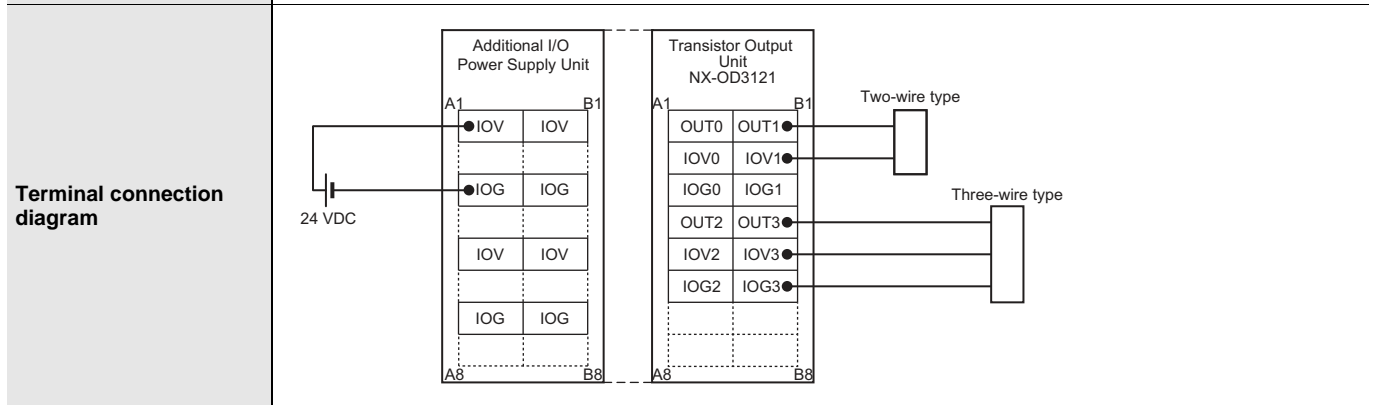 Terminal connection
diagram
Additional I/O
Power Supply Unit
A1 B1
IOV IOV
IOG IOG
IOV IOV
IOG IOG
A8 B8
24 VDC
Transistor Output
Unit
NX-OD3121
A1 B1
OUT0 OUT1
IOV0 IOV1
IOG0 IOG1
OUT2 OUT3
IOV2 IOV3
IOG2 IOG3
A8 B8
Two-wire type
Three-wire type